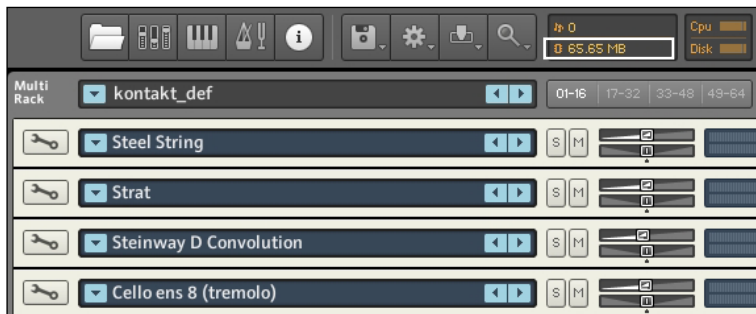 0
Cpu
0 65.65 MB
Disk
Multi
Rack
kontakt_def
01-16 | 17-32 | 33-48 | 49-64
Steel String
S M
Strat
S M
Steinway D Convolution
S M
Cello ens 8 (tremolo)
S M